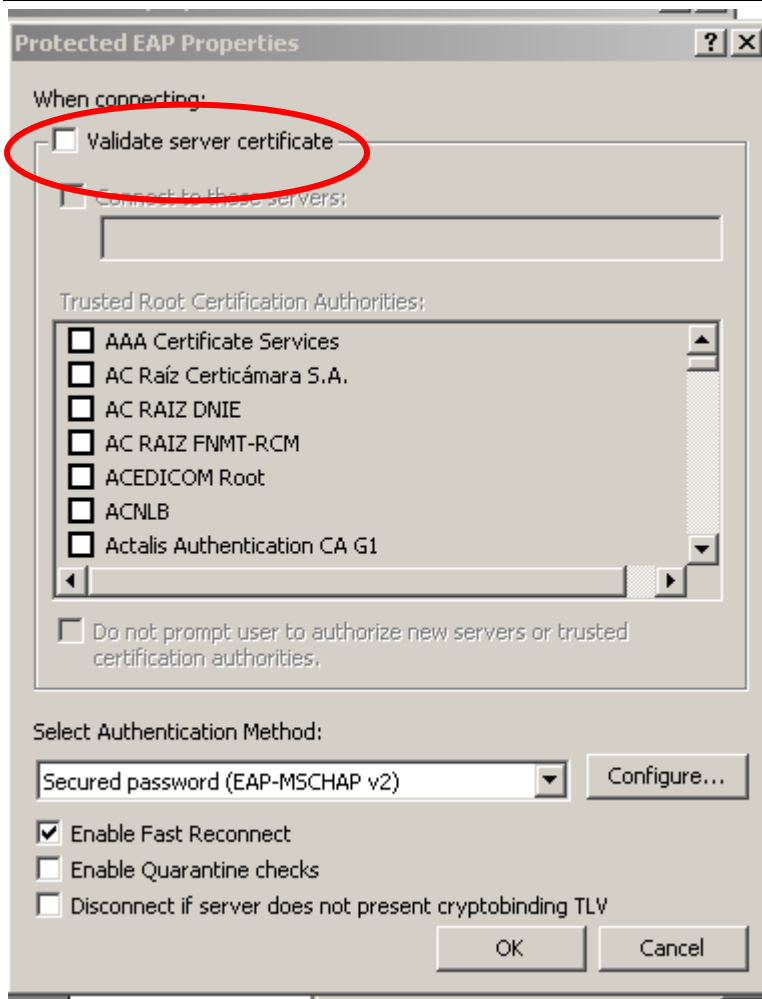 Protected EAP Properties
When connecting:
Validate server certificate
Connect to these servers:
Trusted Root Certification Authorities:
AAA Certificate Services
AC Raíz Certicámara S.A.
AC RAIZ DNIE
AC RAIZ FNMT-RCM
ACEDICOM Root
ACNLB
Actalis Authentication CA G1
Do not prompt user to authorize new servers or trusted
certification authorities.
Select Authentication Method:
Secured password (EAP-MSCHAP v2)
Configure...
Enable Fast Reconnect
Enable Quarantine checks
Disconnect if server does not present cryptobinding TLV
OK
Cancel